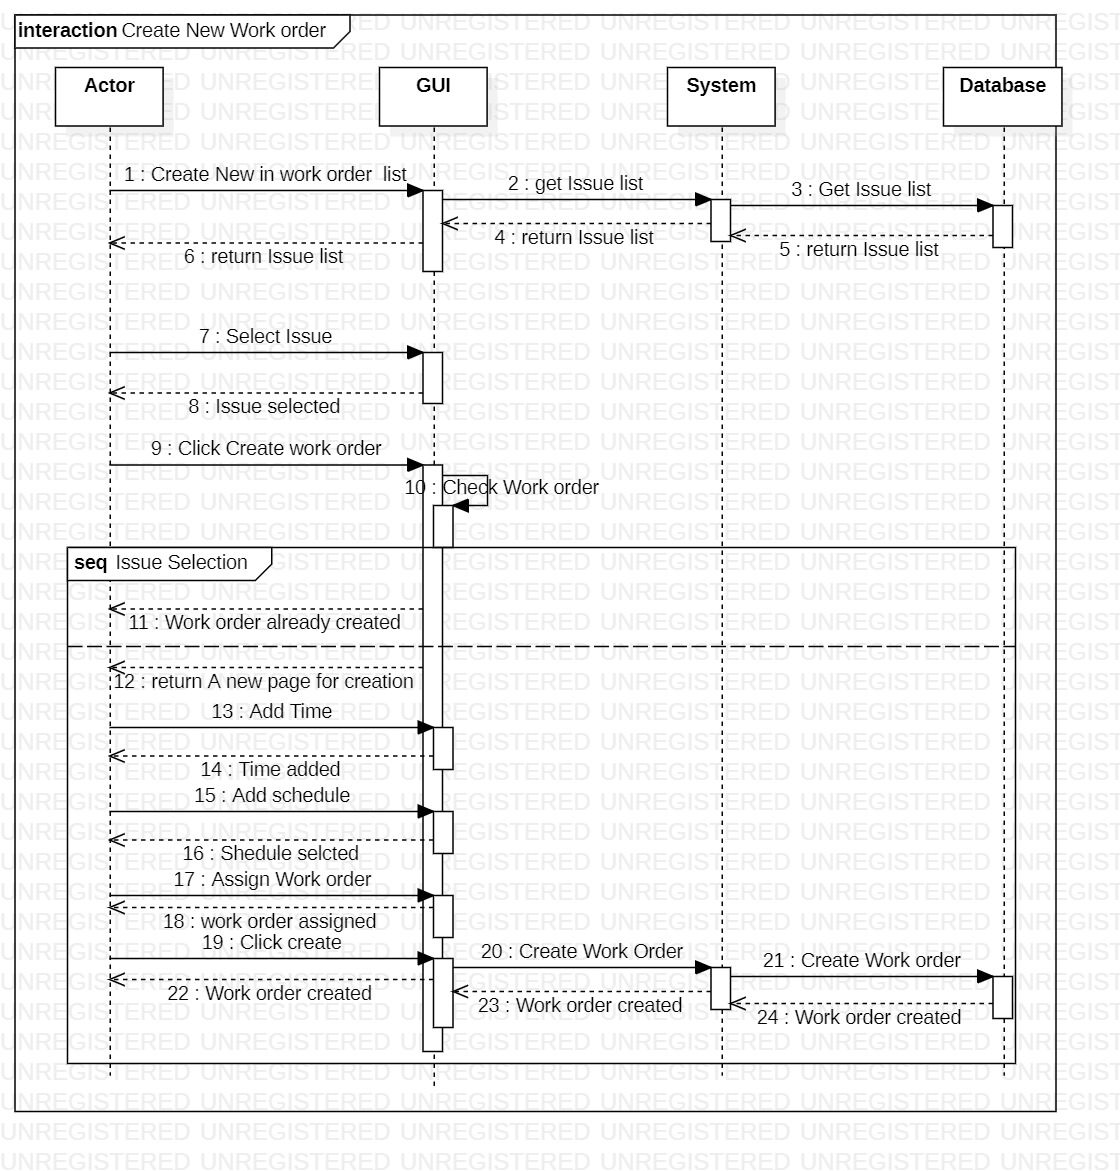 interaction Create New Work order
Actor
GUI
System
Database
1 : Create New in work order  list
2 : get Issue list
3 : Get Issue list
4 : return Issue list
5 : return Issue list
6 : return Issue list
7 : Select Issue
8 : Issue selected
9 : Click Create work order
10 : Check Work order
seq Issue Selection
11 : Work order already created
12 : return A new page for creation
13 : Add Time
14 : Time added
15 : Add schedule
16 : Shedule selcted
17 : Assign Work order
18 : work order assigned
19 : Click create
20 : Create Work Order
21 : Create Work order
22 : Work order created
23 : Work order created
24 : Work order created